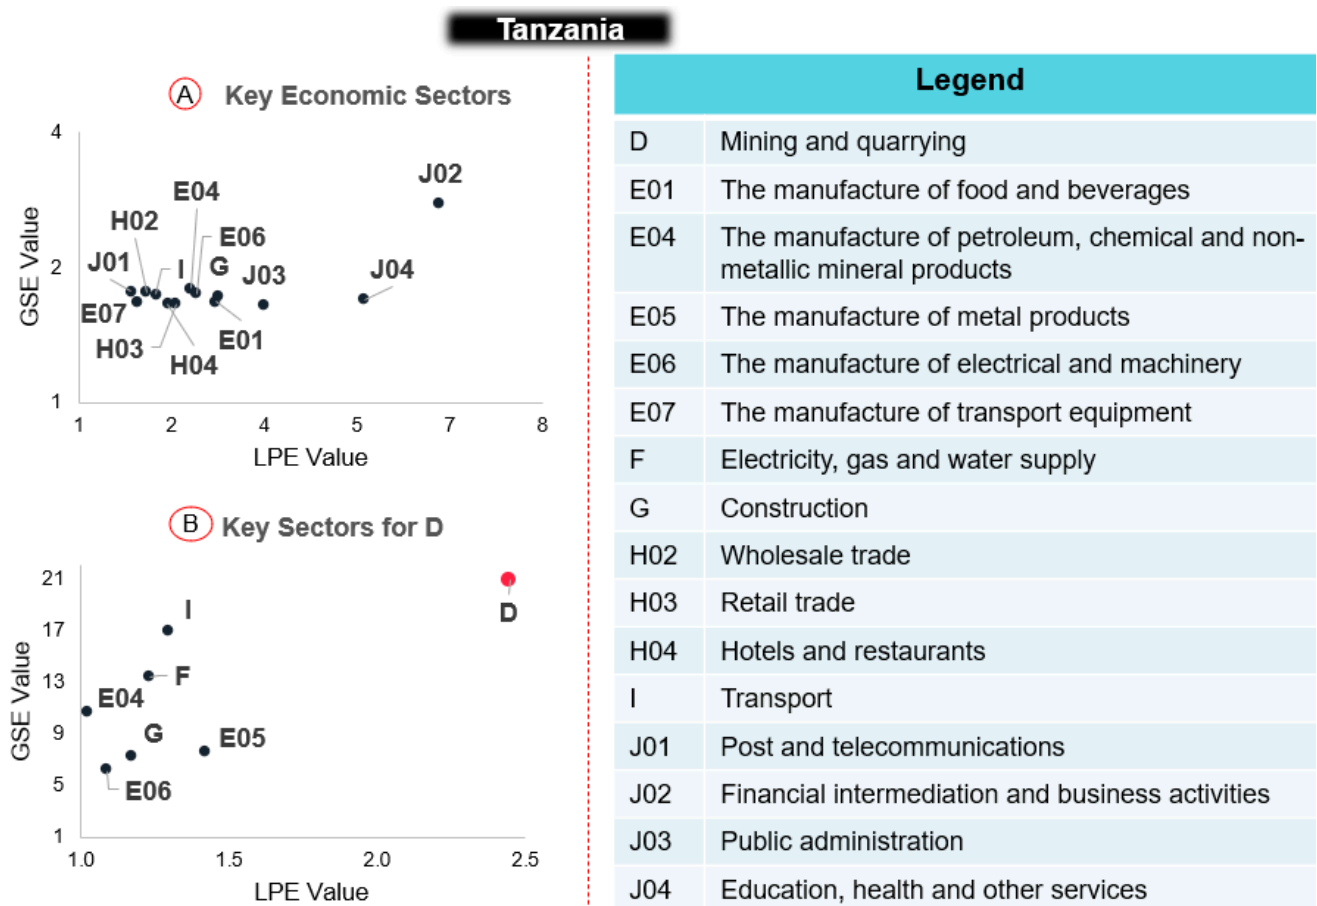 Tanzania
A Key Economic Sectors
4
J02
E04
H02
E06
J01 I G J03 J04
2
E07
E01
H03
H04
1
1 2 4 5 7 8
GSE Value
LPE Value
B Key Sectors for D
21
D
I
17
F
13
E04
G E05
9
5
E06
1
1.0 1.5 2.0 2.5
GSE Value
LPE Value
Legend
D Mining and quarrying
E01 The manufacture of food and beverages
E04 The manufacture of petroleum, chemical and non-
metallic mineral products
E05 The manufacture of metal products
E06 The manufacture of electrical and machinery
E07 The manufacture of transport equipment
F Electricity, gas and water supply
G Construction
H02 Wholesale trade
H03 Retail trade
H04 Hotels and restaurants
I Transport
J01 Post and telecommunications
J02 Financial intermediation and business activities
J03 Public administration
J04 Education, health and other services